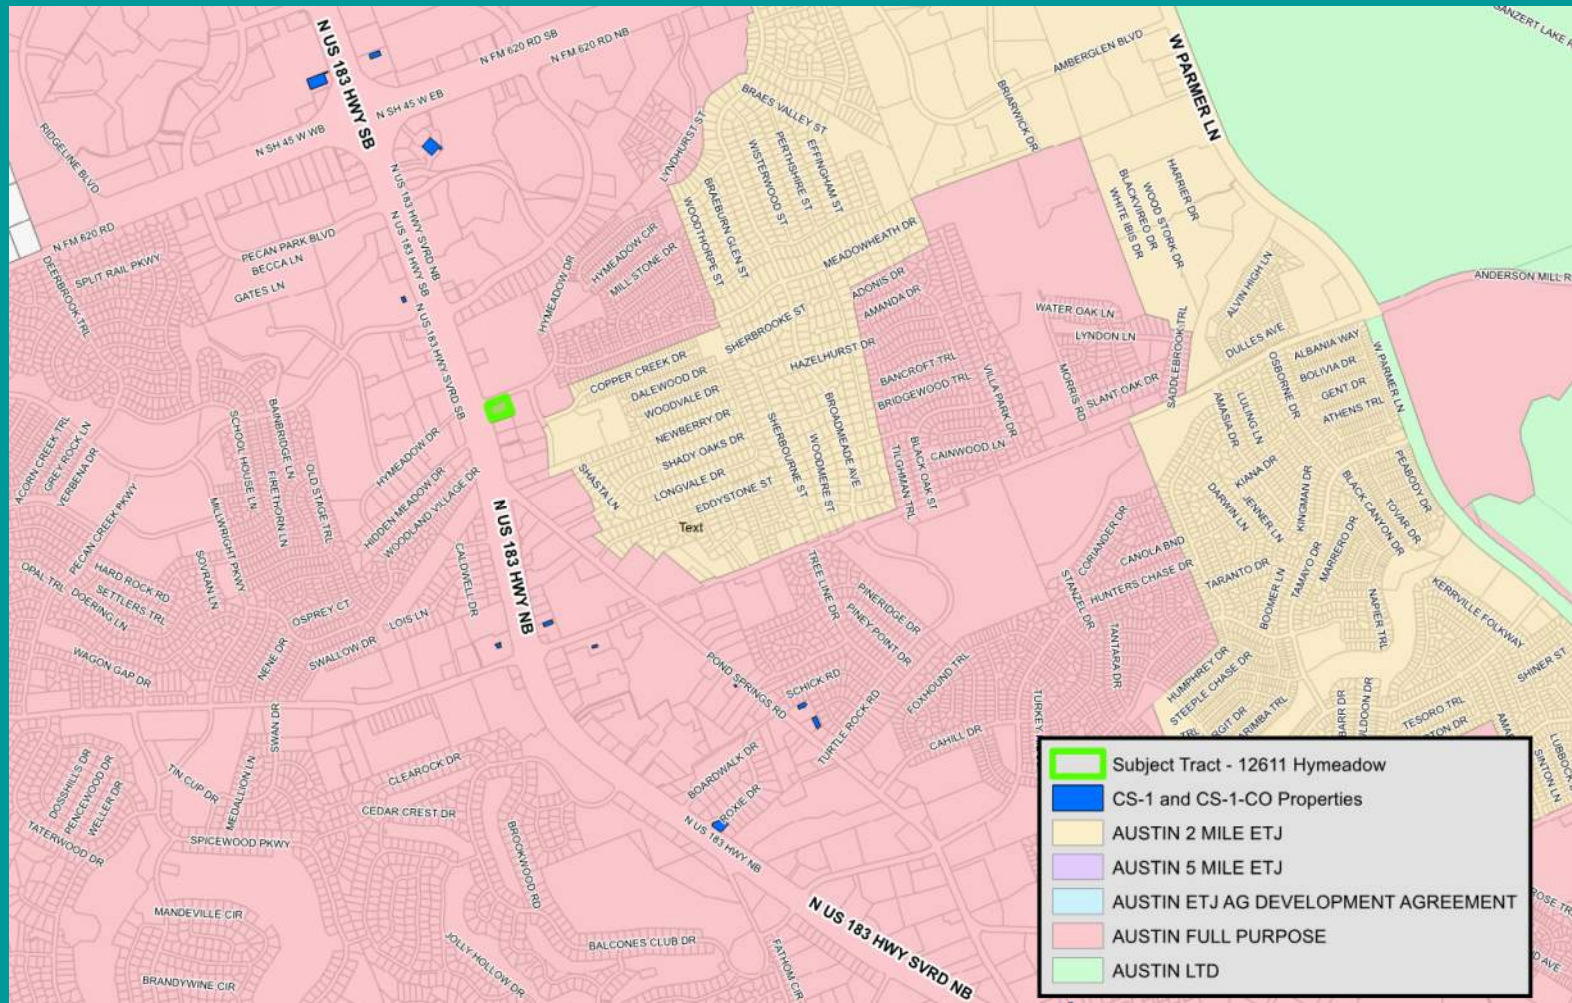 SANZERT LAKE
N US 183 HWY SB
N FM 620 RD SB
N FM 620 RD NB
W PARMER LN
AMBERGLEN BLVD
BRIARWICK DR
BRAES VALLEY ST
EFFINGHAM ST
PERTHSHIRE ST
WISTERWOOD ST
N SH 45 W EB
N SH 45 W WB
RIDGELINE BLVD
LYNDHURST ST
HARRIER DR
WOOD STORK DR
BLACKVIREO DR
WHITE IBIS DR
BRAEBURN GLEN ST
WOODTHORPE ST
N US 183 HWY SVRD NB
N US 183 HWY SB
N FM 620 RD
PECAN PARK BLVD
BECCA LN
GATES LN
SPLIT RAIL PKWY
DEERBROOK TRL
HYMEADOW CIR
MILL STONE DR
HYMEADOW DR
MEADOWHEATH DR
ADONIS DR
AMANDA DR
ALVIN HIGH LN
ANDERSON MILL R
WATER OAK LN
LYNDON LN
SADDLEBROOK TRL
DULLES AVE
N US 183 HWY SVRD SB
SHERBROOKE ST
HAZELHURST DR
COPPER CREEK DR
DALEWOOD DR
WOODVALE DR
NEWBERRY DR
SHADY OAKS DR
LONGVALE DR
EDDYSTONE ST
SHASTA LN
Text
SHERBOURNE ST
WOODMERE ST
BROADMEADE AVE
BANCROFT TRL
BRIDGEWOOD TRL
VILLA PARK DR
MORRIS RD
SLANT OAK DR
CAINWOOD LN
BLACK OAK ST
TILGHMAN TRL
ALBANIA WAY
BOLIVIA DR
GENT DR
ATHENS TRL
W PARMER LN
OSBORNE DR
LULING LN
AMASIA DR
KIANA DR
DARWIN LN
JENNER LN
KINGMAN DR
BLACK CANYON DR
PEABODY DR
TOVAR DR
MARRERO DR
TAMAYO DR
BOOMER LN
TARANTO DR
NAPIER TRL
KERRVILLE FOLKWAY
SHINER ST
ACORN CREEK TRL
GREY ROCK LN
VERBENA DR
PECAN CREEK PKWY
SCHOOL HOUSE LN
BAINBRIDGE LN
FIRETHORN LN
OLD STAGE TRL
MILLWRIGHT PKWY
SOVRAN LN
HYMEADOW DR
HIDDEN MEADOW DR
WOODLAND VILLAGE DR
CALDWELL DR
N US 183 HWY NB
OPAL TRL
DOERING LN
HARD ROCK RD
SETTLERS TRL
OSPREY CT
LOIS LN
SWALLOW DR
NENE DR
WAGON GAP DR
SWAN DR
CORIANDER DR
CANOLA BND
HUNTERS CHASE DR
STANZEL DR
TANTARA DR
TREE LINE DR
PINERIDGE DR
PINEY POINT DR
POND SPRINGS RD
SCHICK RD
FOXHOUND TRL
TURTLE ROCK RD
CAHILL DR
TURKEY
HUMPHREY DR
STEEPLE CHASE DR
TRL
BARR DR
TESORO TRL
BOARDWALK DR
ROXIE DR
N US 183 HWY NB
N US 183 HWY SVRD NB
FATHOM CIR
DOSSHILLS DR
PENCEWOOD DR
WELLER DR
TIN CUP DR
MEDALLION LN
TATERWOOD DR
SPICEWOOD PKWY
CLEAROCK DR
CEDAR CREST DR
BROOKWOOD RD
MANDEVILLE CIR
BRANDYWINE CIR
JOLLY HOLLOW DR
BALCONES CLUB DR
SINTON LN
Subject Tract - 12611 Hymeadow
CS-1 and CS-1-CO Properties
AUSTIN 2 MILE ETJ
AUSTIN 5 MILE ETJ
AUSTIN ETJ AG DEVELOPMENT AGREEMENT
AUSTIN FULL PURPOSE
AUSTIN LTD